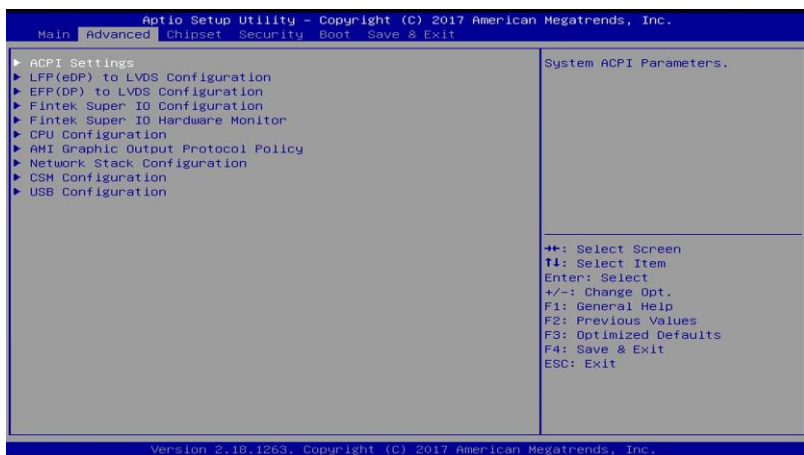 Aptio Setup Utility – Copyright (C) 2017 American Megatrends, Inc.
Main Advanced Chipset Security Boot Save & Exit
▶ ACPI Settings
▶ LFP(eDP) to LVDS Configuration
▶ EFP(DP) to LVDS Configuration
▶ Fintek Super IO Configuration
▶ Fintek Super IO Hardware Monitor
▶ CPU Configuration
▶ AMI Graphic Output Protocol Policy
▶ Network Stack Configuration
▶ CSM Configuration
▶ USB Configuration
System ACPI Parameters.
→←: Select Screen
↑↓: Select Item
Enter: Select
+/-: Change Opt.
F1: General Help
F2: Previous Values
F3: Optimized Defaults
F4: Save & Exit
ESC: Exit
Version 2.18.1263. Copyright (C) 2017 American Megatrends, Inc.